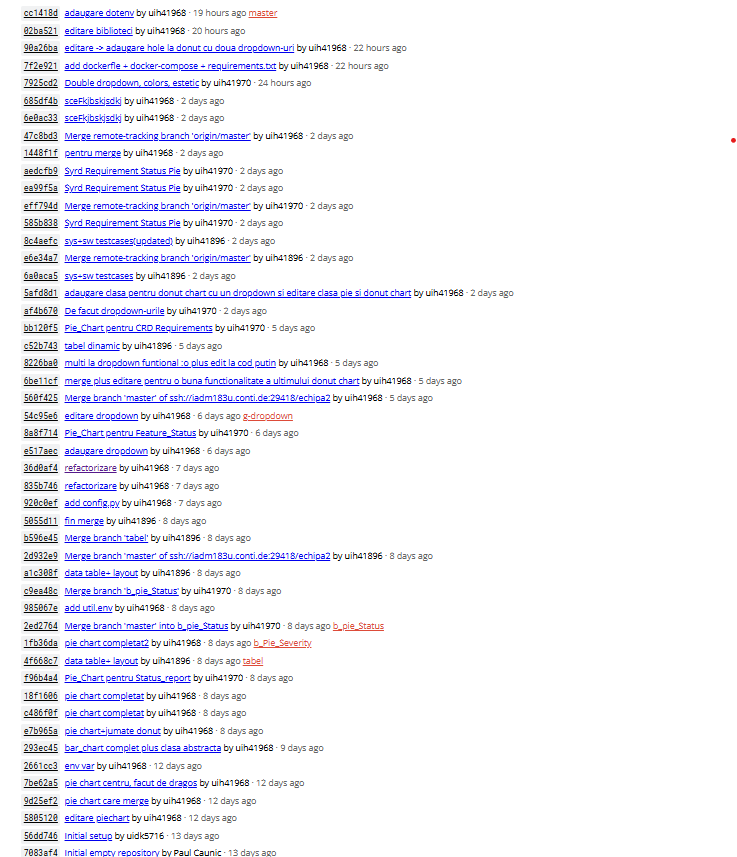 cc1418d adaugare dotenv by uih41968 · 19 hours ago master
02ba521 editare biblioteci by uih41968 · 20 hours ago
90a26ba editare -> adaugare hole la donut cu doua dropdown-uri by uih41968 · 22 hours ago
7f2e921 add dockerfle + docker-compose + requirements.txt by uih41968 · 22 hours ago
7925cd2 Double dropdown, colors, estetic by uih41970 · 24 hours ago
685df4b sceFkjbskjsdkj by uih41968 · 2 days ago
6e0ac33 sceFkjbskjsdkj by uih41968 · 2 days ago
47c8bd3 Merge remote-tracking branch 'origin/master' by uih41968 · 2 days ago
1448f1f pentru merge by uih41968 · 2 days ago
aedcfb9 Syrd Requirement Status Pie by uih41970 · 2 days ago
ea99f5a Syrd Requirement Status Pie by uih41970 · 2 days ago
eff794d Merge remote-tracking branch 'origin/master' by uih41968 · 2 days ago
585b838 Syrd Requirement Status Pie by uih41970 · 2 days ago
8c4aefc sys+sw testcases(updated) by uih41896 · 2 days ago
e6e34a7 Merge remote-tracking branch 'origin/master' by uih41896 · 2 days ago
6a0aca5 sys+sw testcases by uih41896 · 2 days ago
5afd8d1 adaugare clasa pentru donut chart cu un dropdown si editare clasa pie si donut chart by uih41968 · 2 days ago
af4b670 De facut dropdown-urile by uih41970 · 2 days ago
bb120f5 Pie_Chart pentru CRD Requirements by uih41970 · 5 days ago
c52b743 tabel dinamic by uih41896 · 5 days ago
8226ba0 multi la dropdown funtional :o plus edit la cod putin by uih41968 · 5 days ago
6be11cf merge plus editare pentru o buna functionalitate a ultimului donut chart by uih41968 · 5 days ago
560f425 Merge branch 'master' of ssh://iadm183u.conti.de:29418/echipa2 by uih41968 · 5 days ago
54c95e6 editare dropdown by uih41968 · 6 days ago g-dropdown
8a8f714 Pie_Chart pentru Feature_Status by uih41970 · 6 days ago
e517aec adaugare dropdown by uih41968 · 6 days ago
36d0af4 refactorizare by uih41968 · 7 days ago
835b746 refactorizare by uih41968 · 7 days ago
920c0ef add config.py by uih41968 · 7 days ago
5055d11 fin merge by uih41896 · 8 days ago
b596e45 Merge branch 'tabel' by uih41896 · 8 days ago
2d932e9 Merge branch 'master' of ssh://iadm183u.conti.de:29418/echipa2 by uih41896 · 8 days ago
a1c308f data table+ layout by uih41896 · 8 days ago
c9ea48c Merge branch 'b_pie_Status' by uih41970 · 8 days ago
985067e add util.env by uih41968 · 8 days ago
2ed2764 Merge branch 'master' into b_pie_Status by uih41970 · 8 days ago b_pie_Status
1fb36da pie chart completat2 by uih41968 · 8 days ago b_Pie_Severity
4f668c7 data table+ layout by uih41896 · 8 days ago tabel
f96b4a4 Pie_Chart pentru Status_report by uih41970 · 8 days ago
18f1606 pie chart completat by uih41968 · 8 days ago
c486f0f pie chart completat by uih41968 · 8 days ago
e7b965a pie chart+jumate donut by uih41968 · 8 days ago
293ec45 bar_chart complet plus clasa abstracta by uih41968 · 9 days ago
2661cc3 env var by uih41968 · 12 days ago
7be62a5 pie chart centru, facut de dragos by uih41968 · 12 days ago
9d25ef2 pie chart care merge by uih41968 · 12 days ago
5805120 editare piechart by uih41968 · 12 days ago
56dd746 Initial setup by uidk5716 · 13 days ago
7083af4 Initial empty repository by Paul Caunic · 13 days ago